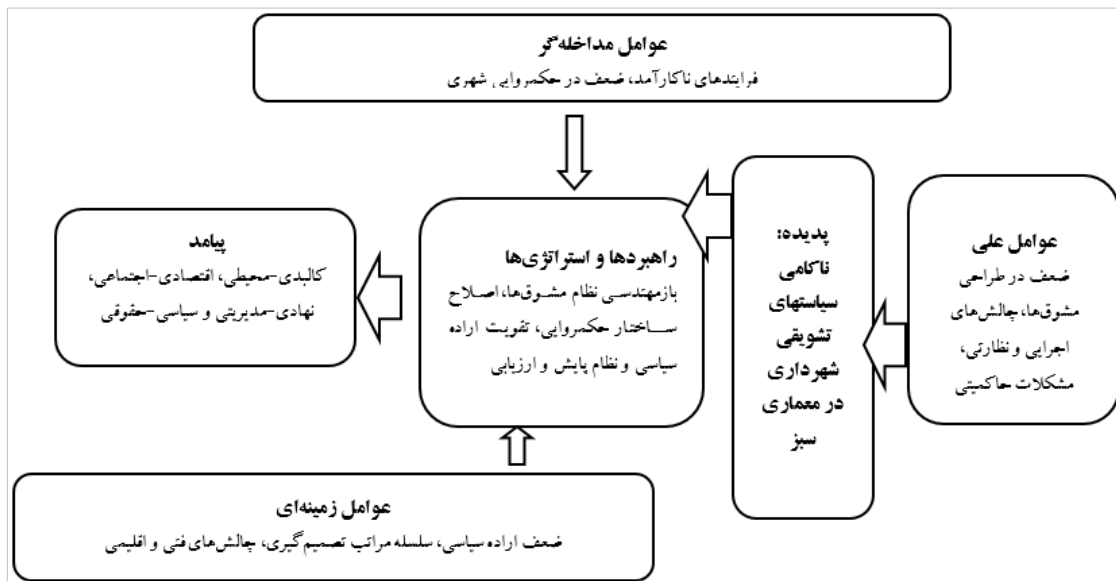 عوامل مداخله‌گر
فرایندهای ناکارآمد، ضعف در حکمروایی شهری
عوامل علی
ضعف در طراحی
مشوق‌ها، چالش‌های
اجرایی و نظارتی،
مشکلات حاکمیتی
پدیده:
ناکامی
سیاستهای
تشویقی
شهرداری
در معماری
سبز
راهبردها و استراتژی‌ها
بازمهندسی نظام مشوق‌ها، اصلاح
ساختار حکمروایی، تقویت اراده
سیاسی و نظام پایش و ارزیابی
پیامد
کالبدی-محیطی، اقتصادی-اجتماعی،
نهادی-مدیریتی و سیاسی-حقوقی
عوامل زمینه‌ای
ضعف اراده سیاسی، سلسله مراتب تصمیم‌گیری، چالش‌های فنی و اقلیمی